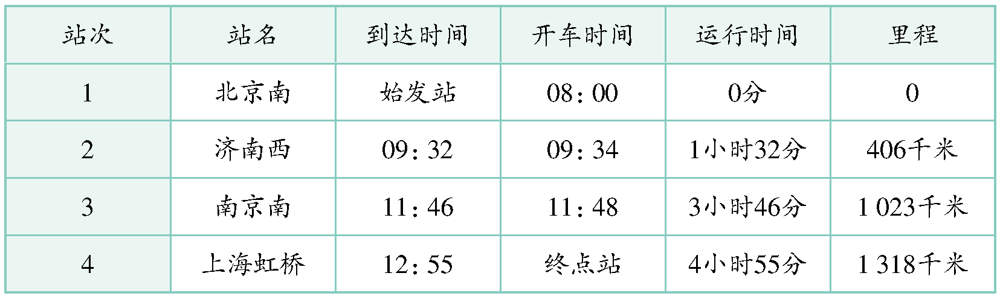 站次 站名 到达时间 开车时间 运行时间 里程
1 北京南 始发站 08：00 0分 0
2 济南西 09：32 09：34 1小时32分 406千米
3 南京南 11：46 11：48 3小时46分 1 023千米
4 上海虹桥 12：55 终点站 4小时55分 1 318千米